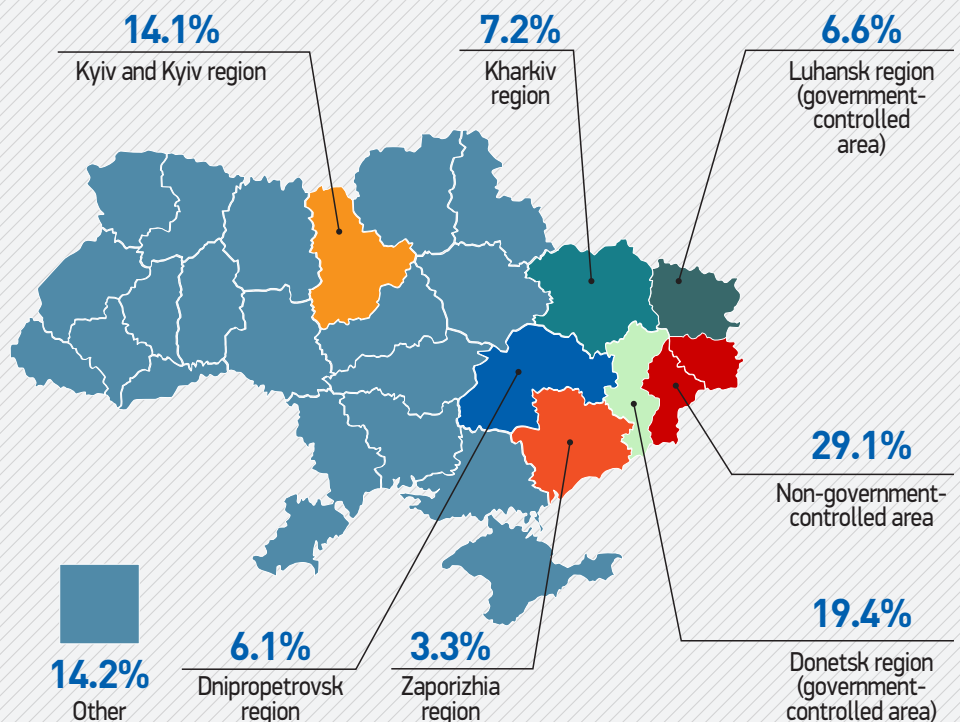 14.1%
Kyiv and Kyiv region
7.2%
Kharkiv
region
6.6%
Luhansk region
(government-
controlled
area)
29.1%
Non-government-
controlled area
19.4%
Donetsk region
(government-
controlled area)
3.3%
Zaporizhia
region
6.1%
Dnipropetrovsk
region
14.2%
Other